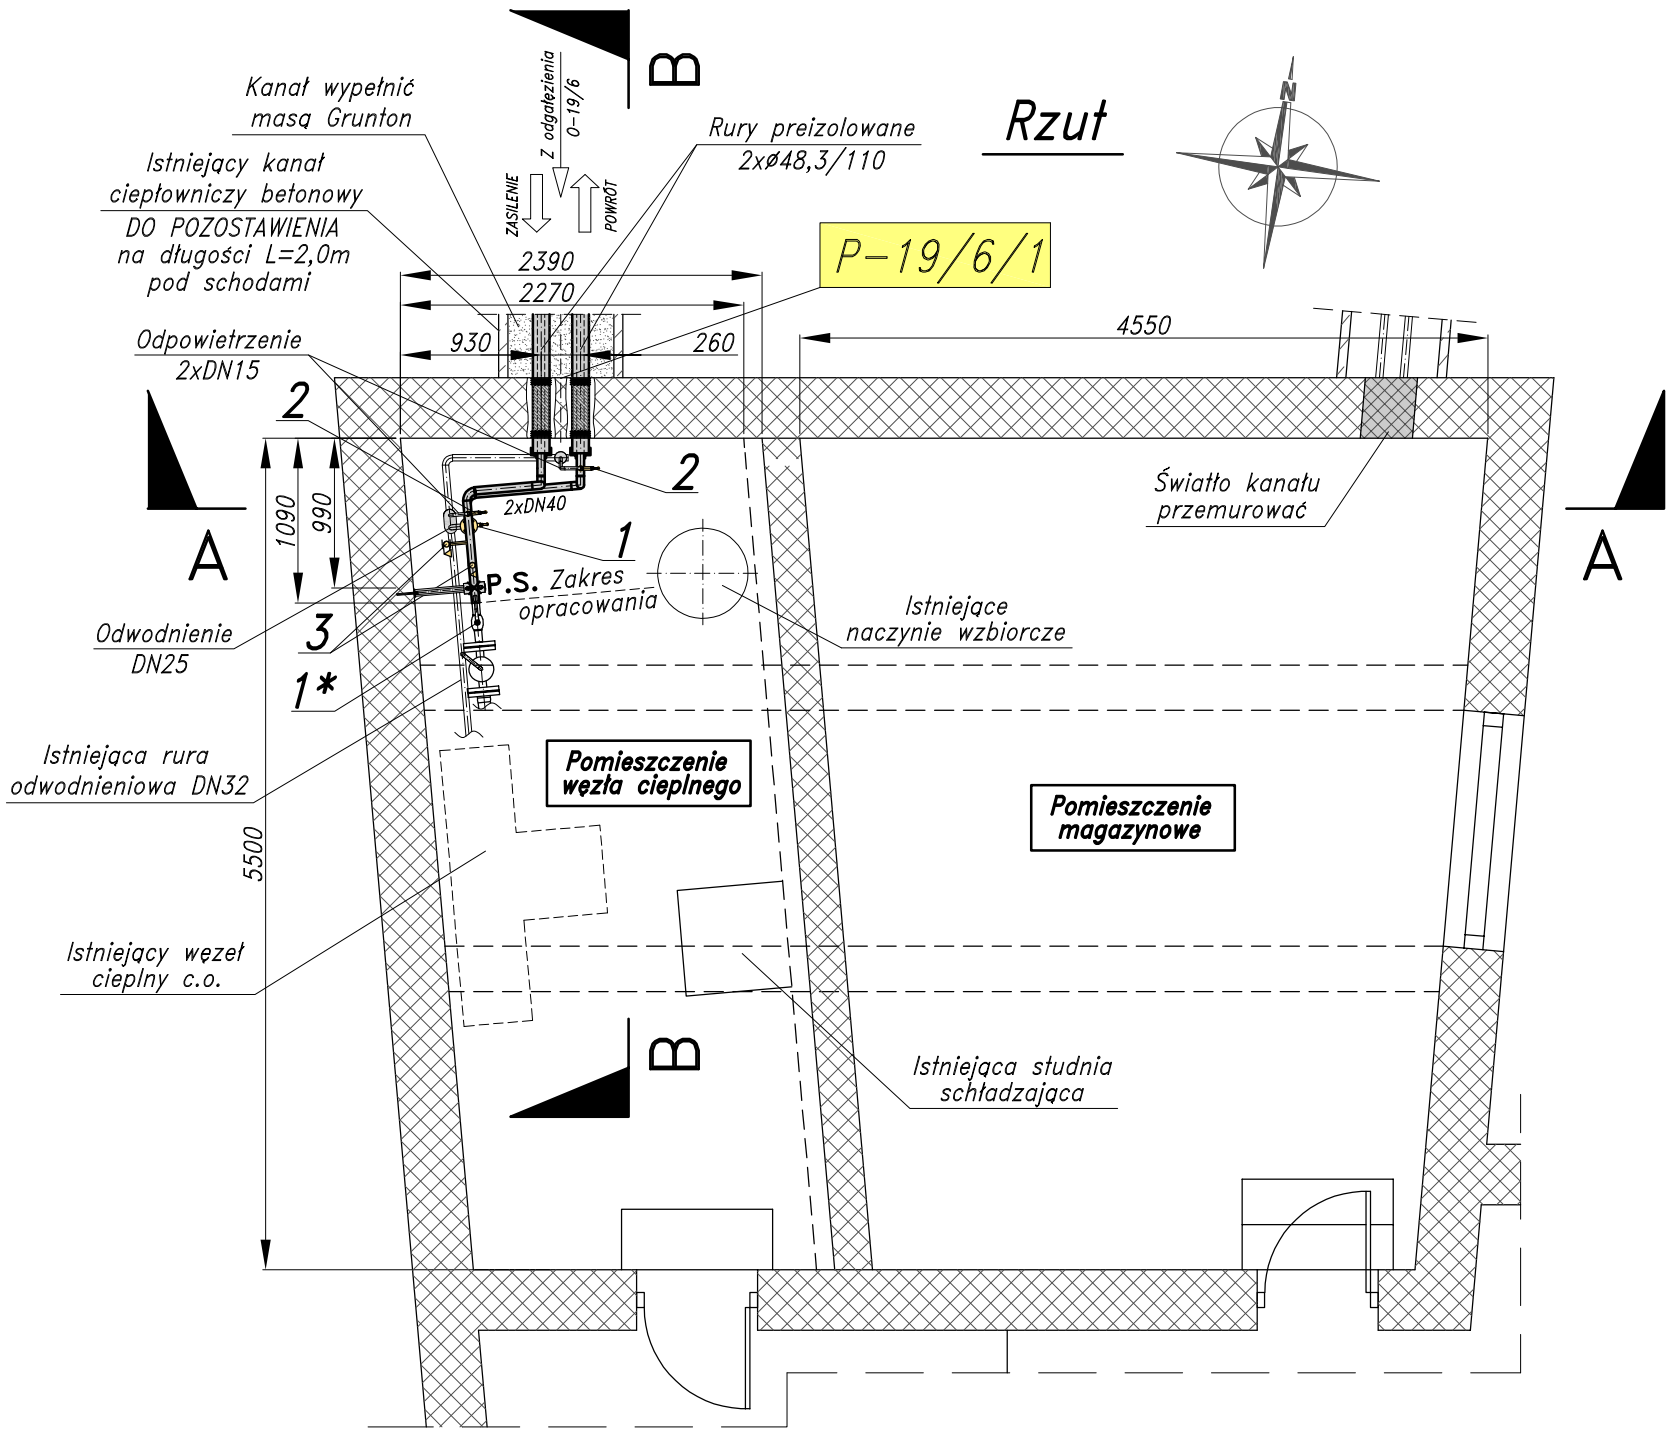 B
Kanał wypełnić
masą Grunton
Z odgałęzienia
O-19/6
Rury preizolowane
2xø48,3/110
Rzut
N
Istniejący kanał
ciepłowniczy betonowy
DO POZOSTAWIENIA
na długości L=2,0m
pod schodami
ZASILENIE
POWRÓT
P-19/6/1
2390
2270
930
260
4550
Odpowietrzenie
2xDN15
2
2
2xDN40
1090
990
A
A
1
Światło kanału
przemurować
P.S. Zakres
opracowania
Istniejące
naczynie wzbiorcze
Odwodnienie
DN25
3
1*
Istniejąca rura
odwodnieniowa DN32
Pomieszczenie
węzła cieplnego
Pomieszczenie
magazynowe
5500
Istniejący węzeł
cieplny c.o.
B
Istniejąca studnia
schładzająca